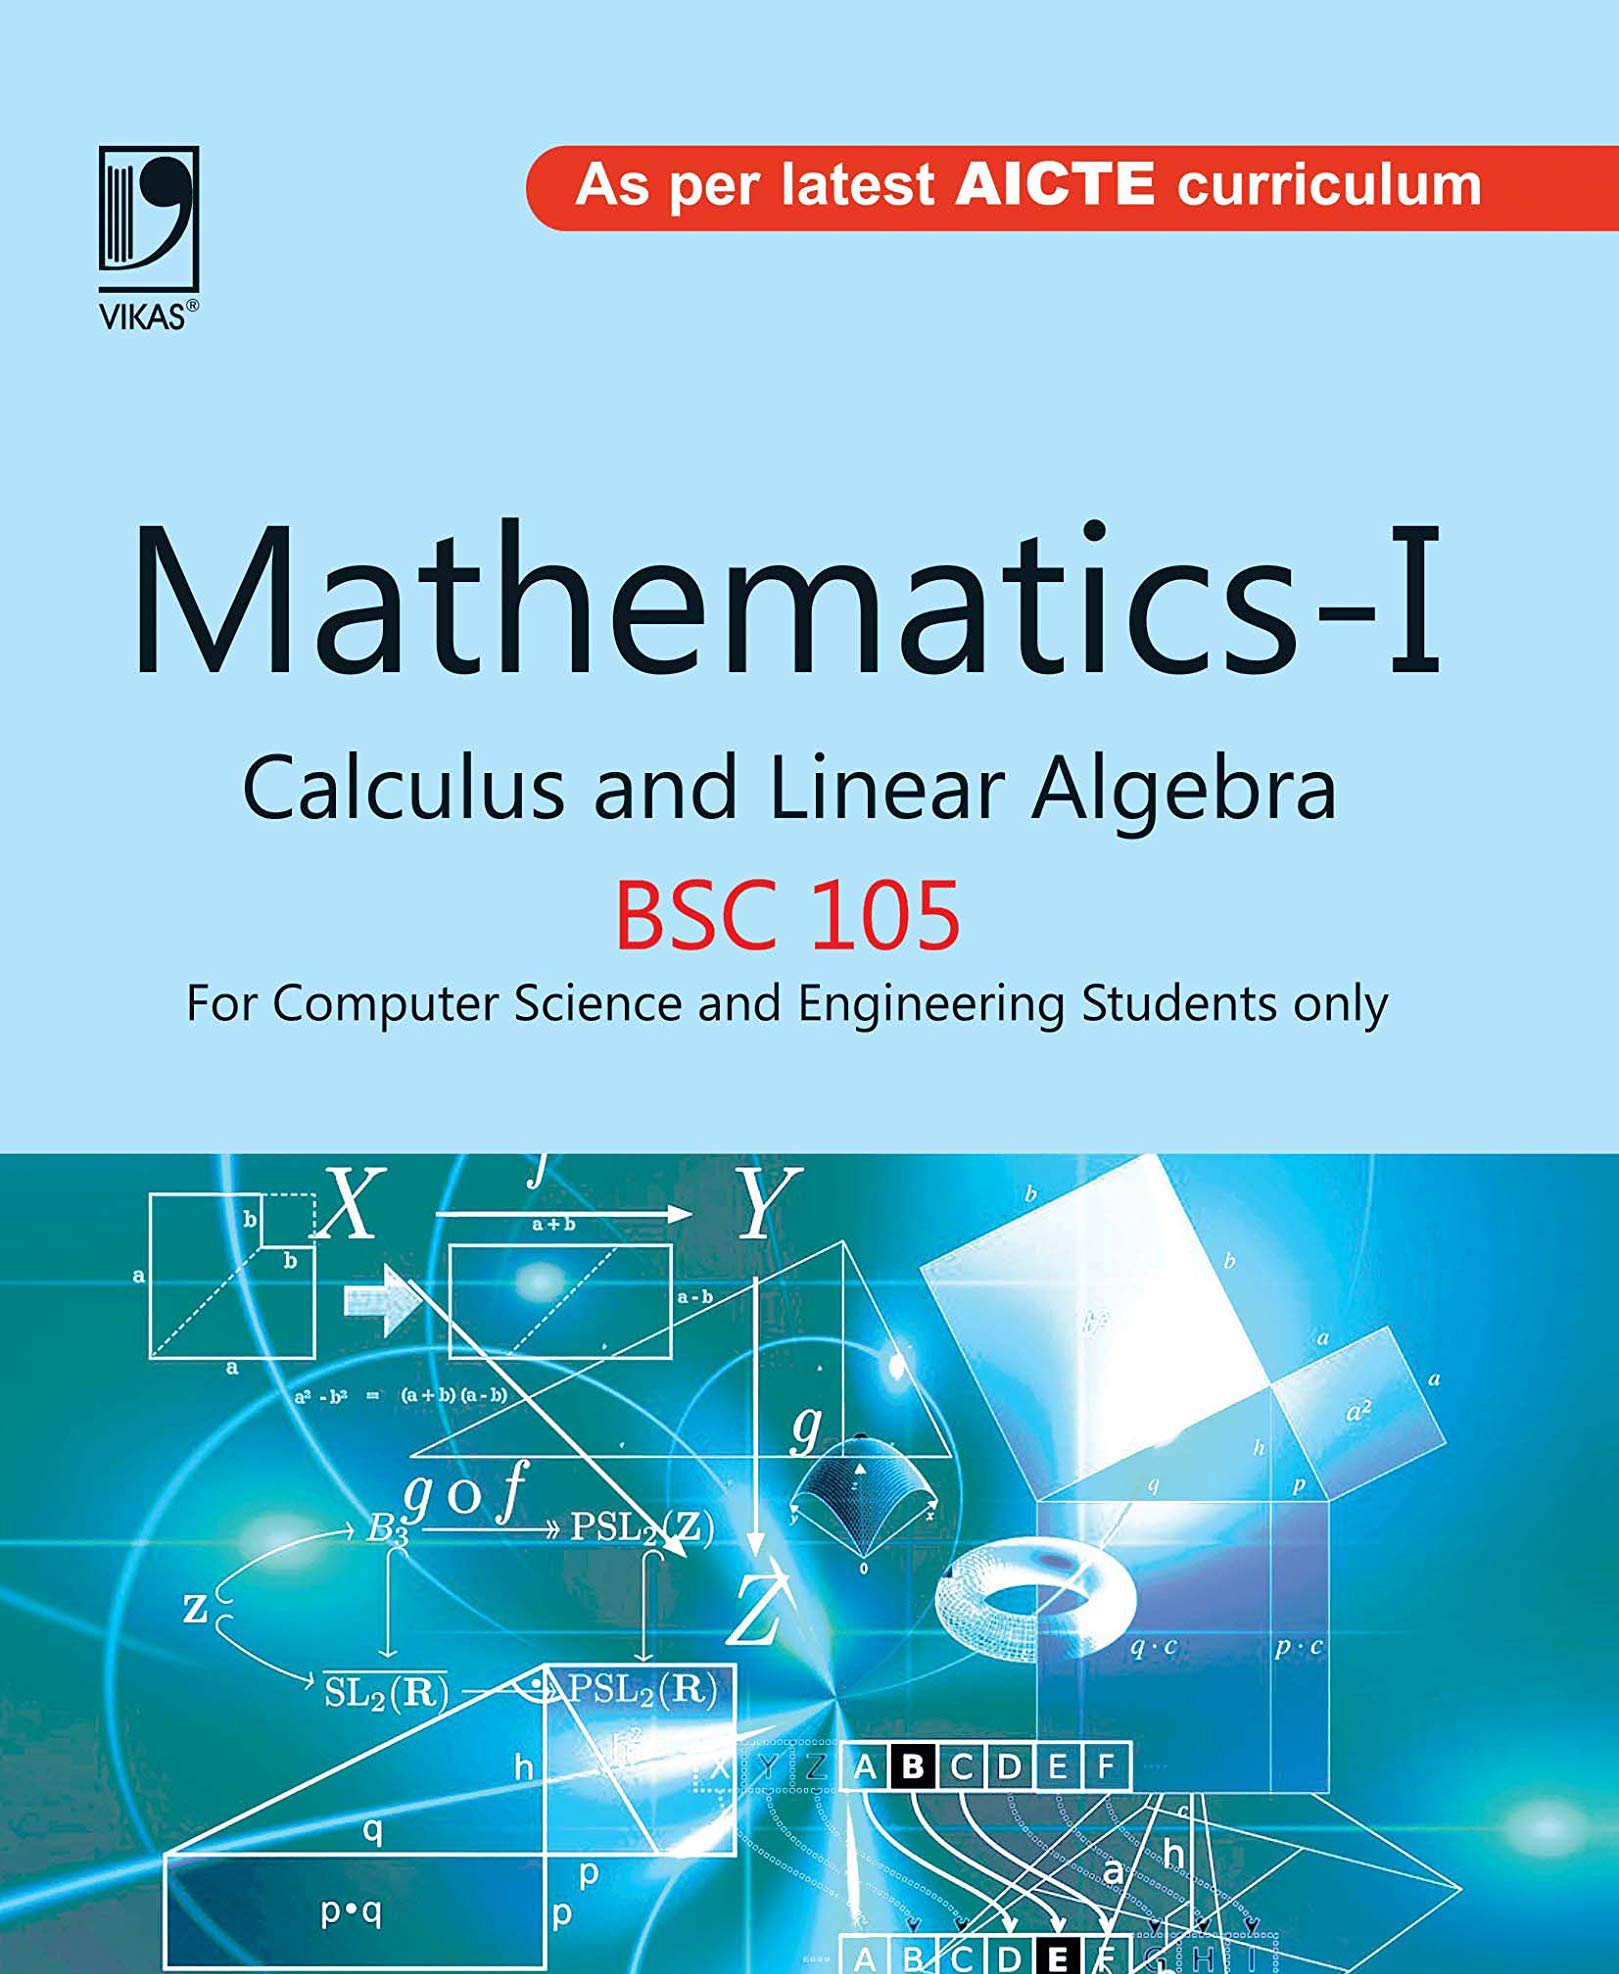 As per latest AICTE curriculum
VIKAS®
Mathematics-I
Calculus and Linear Algebra
BSC 105
For Computer Science and Engineering Students only
X
f
Y
a+b
b
b
a
a
a-b
a² - b² = (a+b)(a-b)
g
g o f
B₃
PSL₂(Z)
Z
Z
SL₂(R)
PSL₂(R)
b
b
a
a
a²
h
q
p
y
x
0
q · c
p · c
h
q
p
p•q
p
X Y Z A B C D E F
c
h
a
A B C D E F G H I